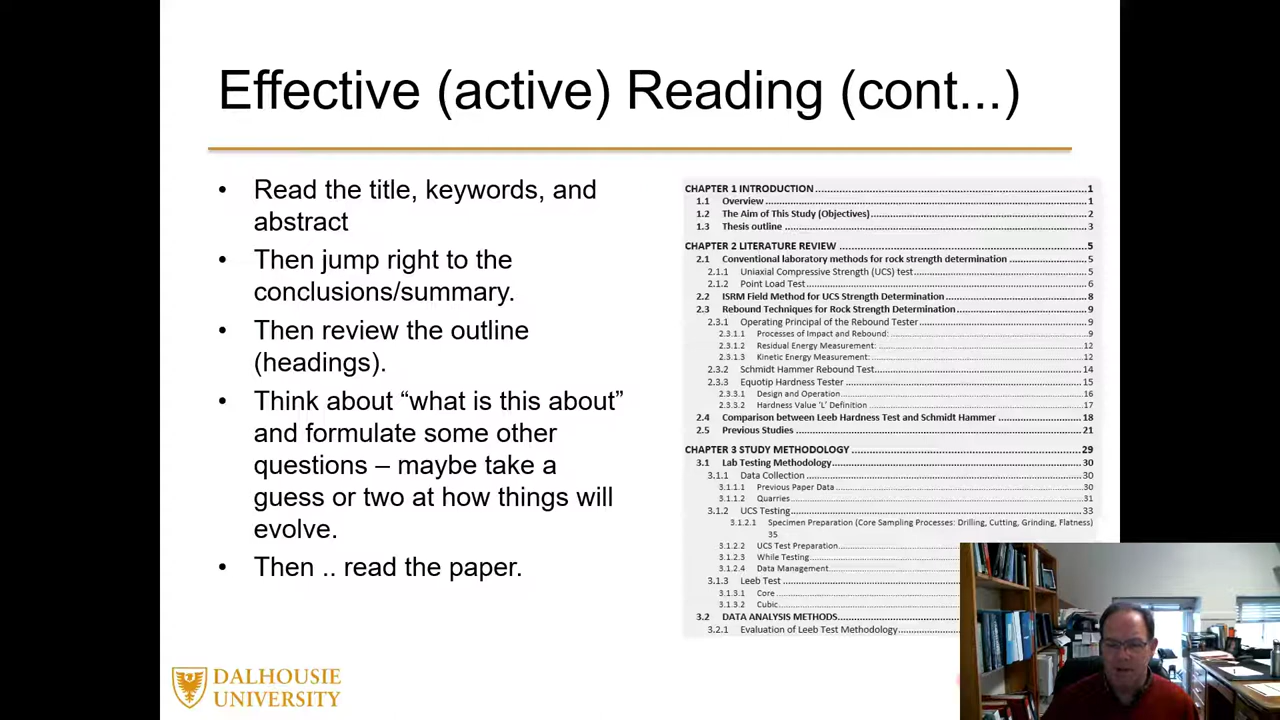 Effective (active) Reading (cont...)
• Read the title, keywords, and
abstract
• Then jump right to the
conclusions/summary.
• Then review the outline
(headings).
• Think about “what is this about”
and formulate some other
questions – maybe take a
guess or two at how things will
evolve.
• Then .. read the paper.
CHAPTER 1 INTRODUCTION 1
1.1 Overview 1
1.2 The Aim of This Study (Objectives) 2
1.3 Thesis outline 3
CHAPTER 2 LITERATURE REVIEW 5
2.1 Conventional laboratory methods for rock strength determination 5
2.1.1 Uniaxial Compressive Strength (UCS) test 5
2.1.2 Point Load Test 6
2.2 ISRM Field Method for UCS Strength Determination 8
2.3 Rebound Techniques for Rock Strength Determination 9
2.3.1 Operating Principal of the Rebound Tester 9
2.3.1.1 Processes of Impact and Rebound: 9
2.3.1.2 Residual Energy Measurement: 12
2.3.1.3 Kinetic Energy Measurement: 12
2.3.2 Schmidt Hammer Rebound Test 14
2.3.3 Equotip Hardness Tester 15
2.3.3.1 Design and Operation 16
2.3.3.2 Hardness Value ‘L’ Definition 17
2.4 Comparison between Leeb Hardness Test and Schmidt Hammer 18
2.5 Previous Studies 21
CHAPTER 3 STUDY METHODOLOGY 29
3.1 Lab Testing Methodology 30
3.1.1 Data Collection 30
3.1.1.1 Previous Paper Data 30
3.1.1.2 Quarries 31
3.1.2 UCS Testing 33
3.1.2.1 Specimen Preparation (Core Sampling Processes: Drilling, Cutting, Grinding, Flatness)
35
3.1.2.2 UCS Test Preparation
3.1.2.3 While Testing
3.1.2.4 Data Management
3.1.3 Leeb Test
3.1.3.1 Core
3.1.3.2 Cubic
3.2 DATA ANALYSIS METHODS
3.2.1 Evaluation of Leeb Test Methodology
DALHOUSIE
UNIVERSITY